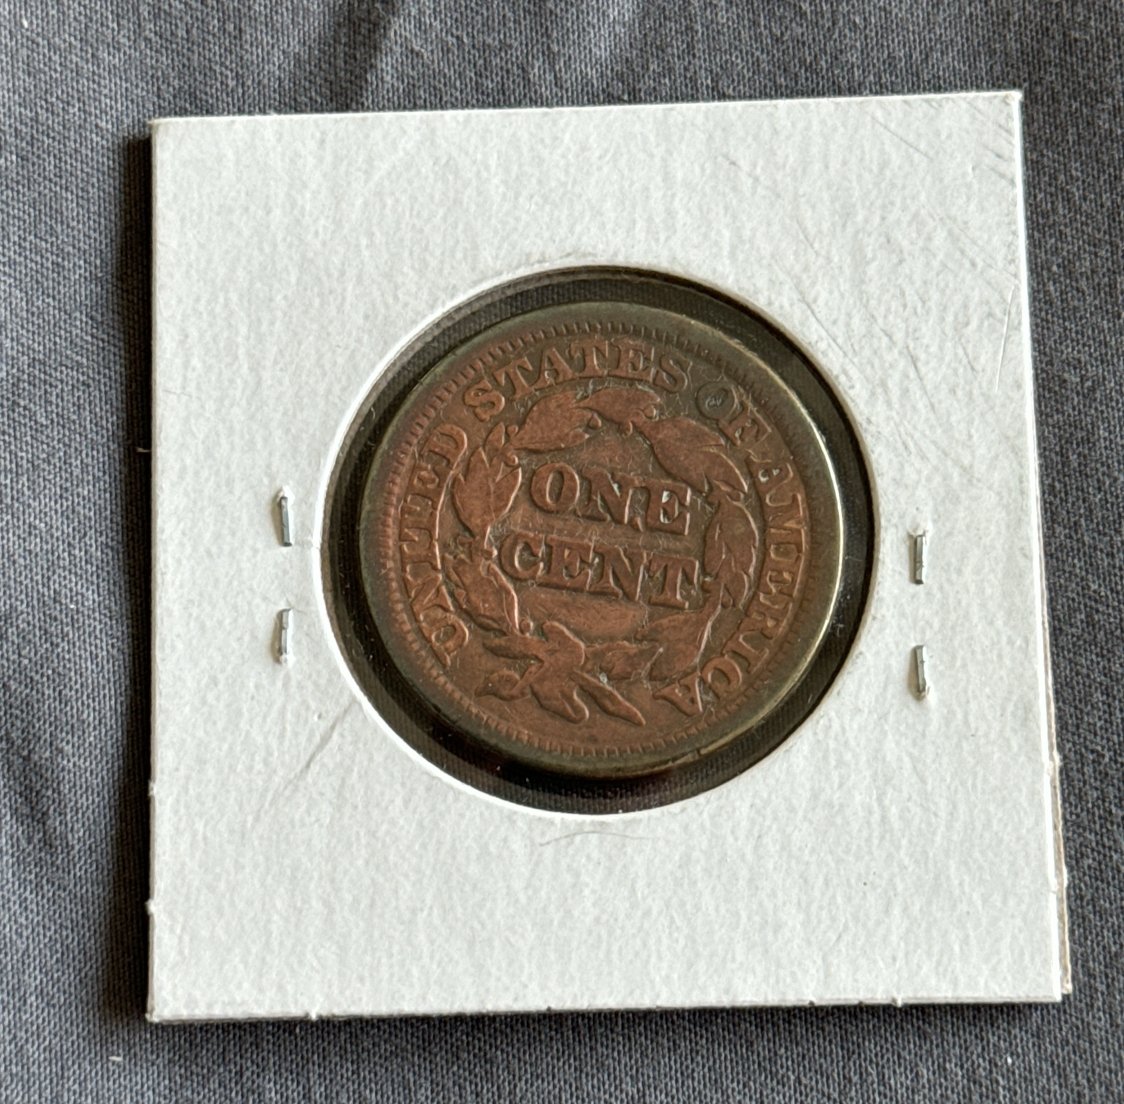 UNITED STATES OF AMERICA
ONE
CENT